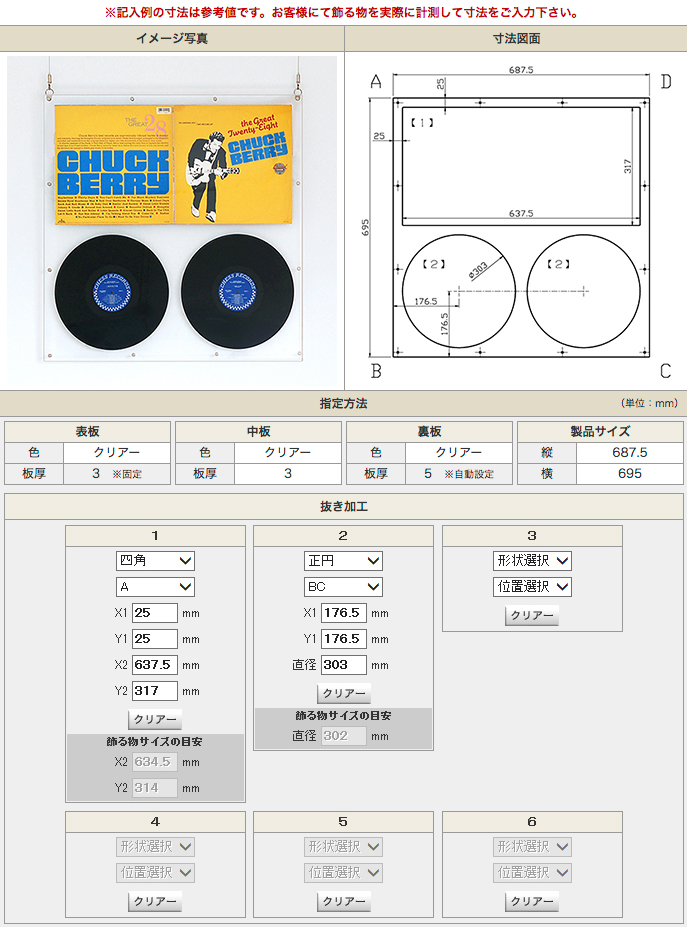 ※記入例の寸法は参考値です。お客様にて飾る物を実際に計測して寸法をご入力下さい。
イメージ写真
寸法図面
THE GREAT 28
the Great
Twenty-Eight
CHUCK
BERRY
CHUCK
BERRY
CHESS RECORDS
CHESS RECORDS
A
687.5
D
25
【1】
25
317
637.5
695
【2】
ø303
【2】
176.5
176.5
B
C
指定方法
（単位：mm）
表板
色 クリアー
板厚 3 ※固定
中板
色 クリアー
板厚 3
裏板
色 クリアー
板厚 5 ※自動設定
製品サイズ
縦 687.5
横 695
抜き加工
1
四角
A
X1 25 mm
Y1 25 mm
X2 637.5 mm
Y2 317 mm
クリアー
飾る物サイズの目安
X2 634.5 mm
Y2 314 mm
2
正円
BC
X1 176.5 mm
Y1 176.5 mm
直径 303 mm
クリアー
飾る物サイズの目安
直径 302 mm
3
形状選択
位置選択
クリアー
4
形状選択
位置選択
クリアー
5
形状選択
位置選択
クリアー
6
形状選択
位置選択
クリアー